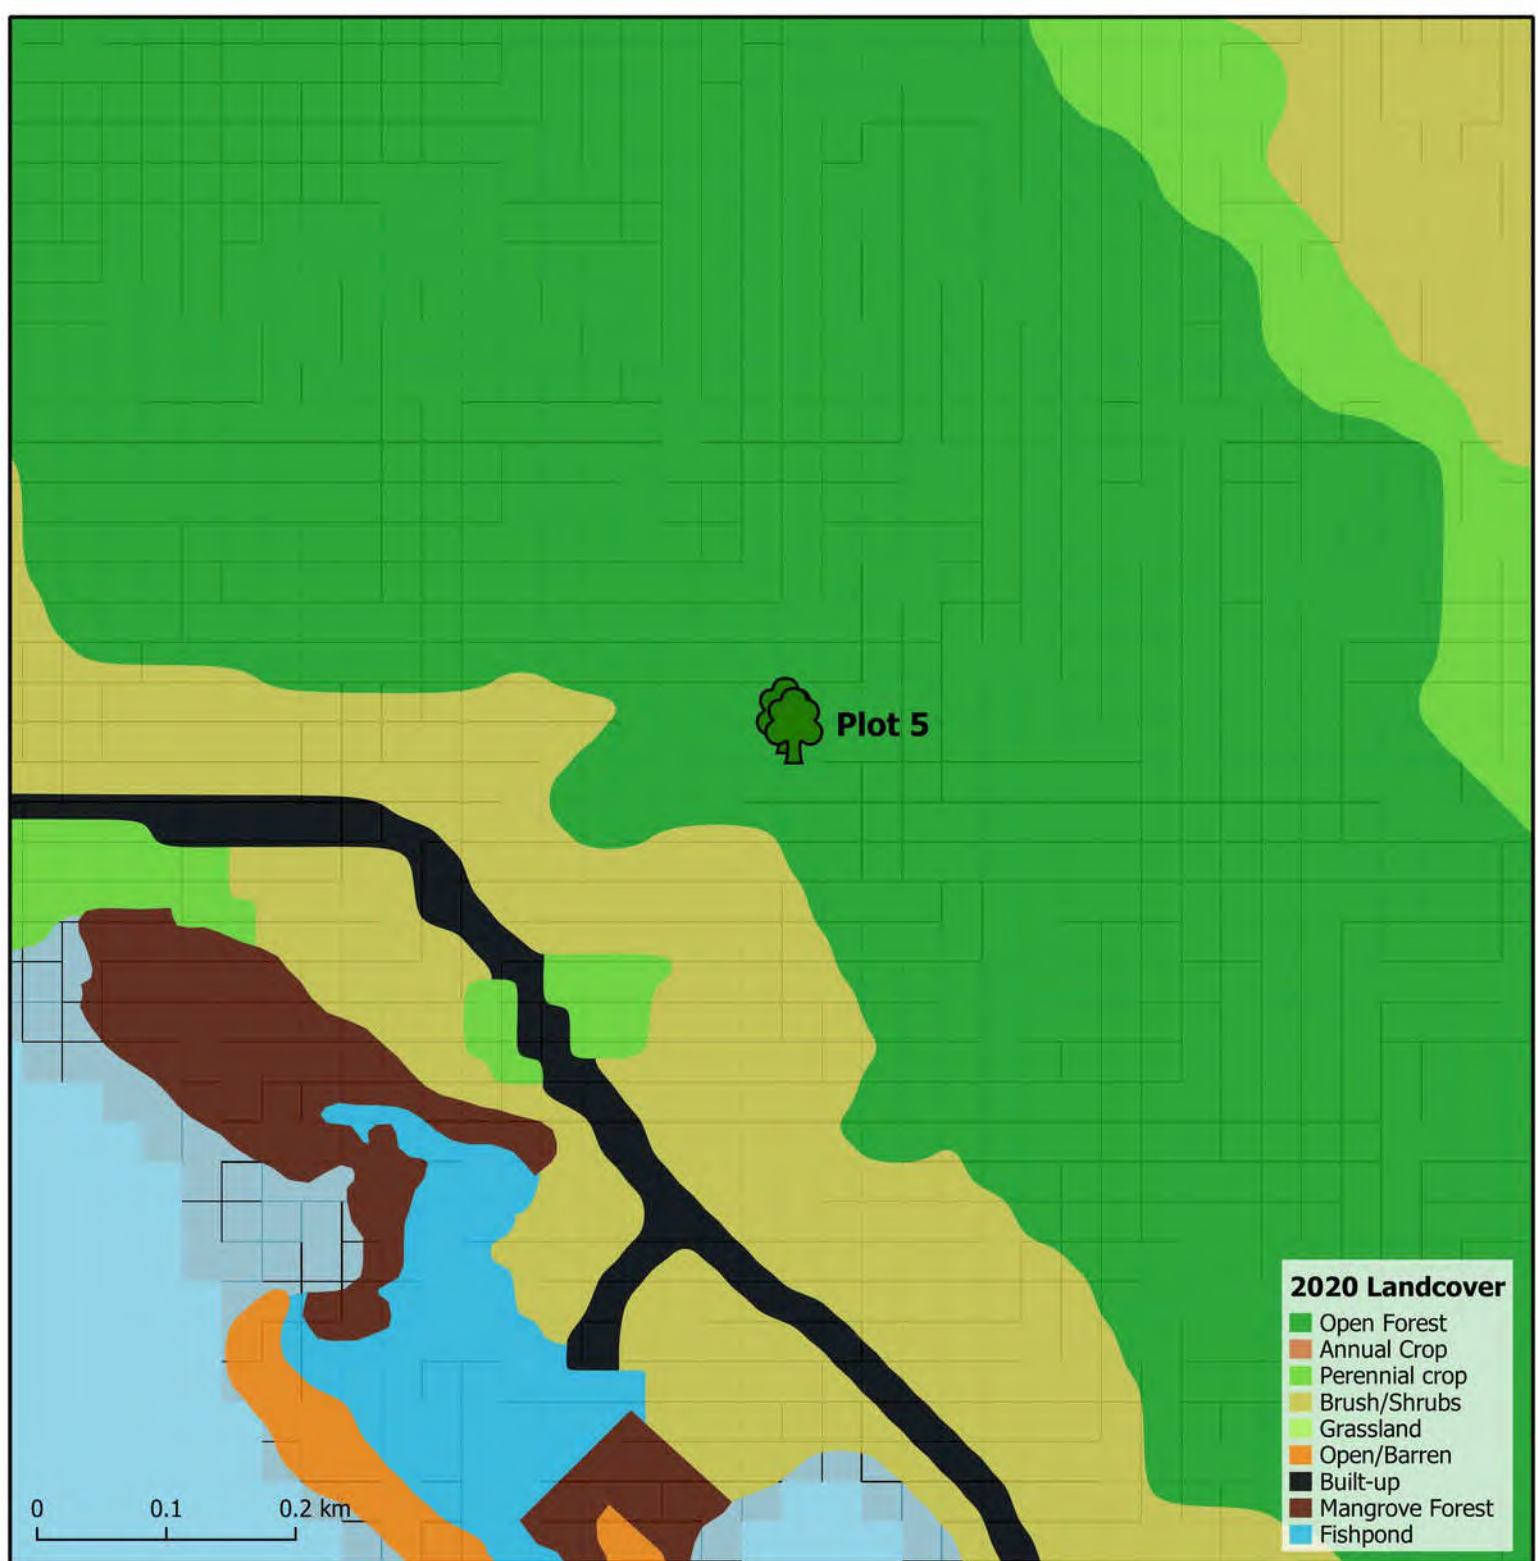 Plot 5
2020 Landcover
Open Forest
Annual Crop
Perennial crop
Brush/Shrubs
Grassland
Open/Barren
Built-up
Mangrove Forest
Fishpond
0 0.1 0.2 km